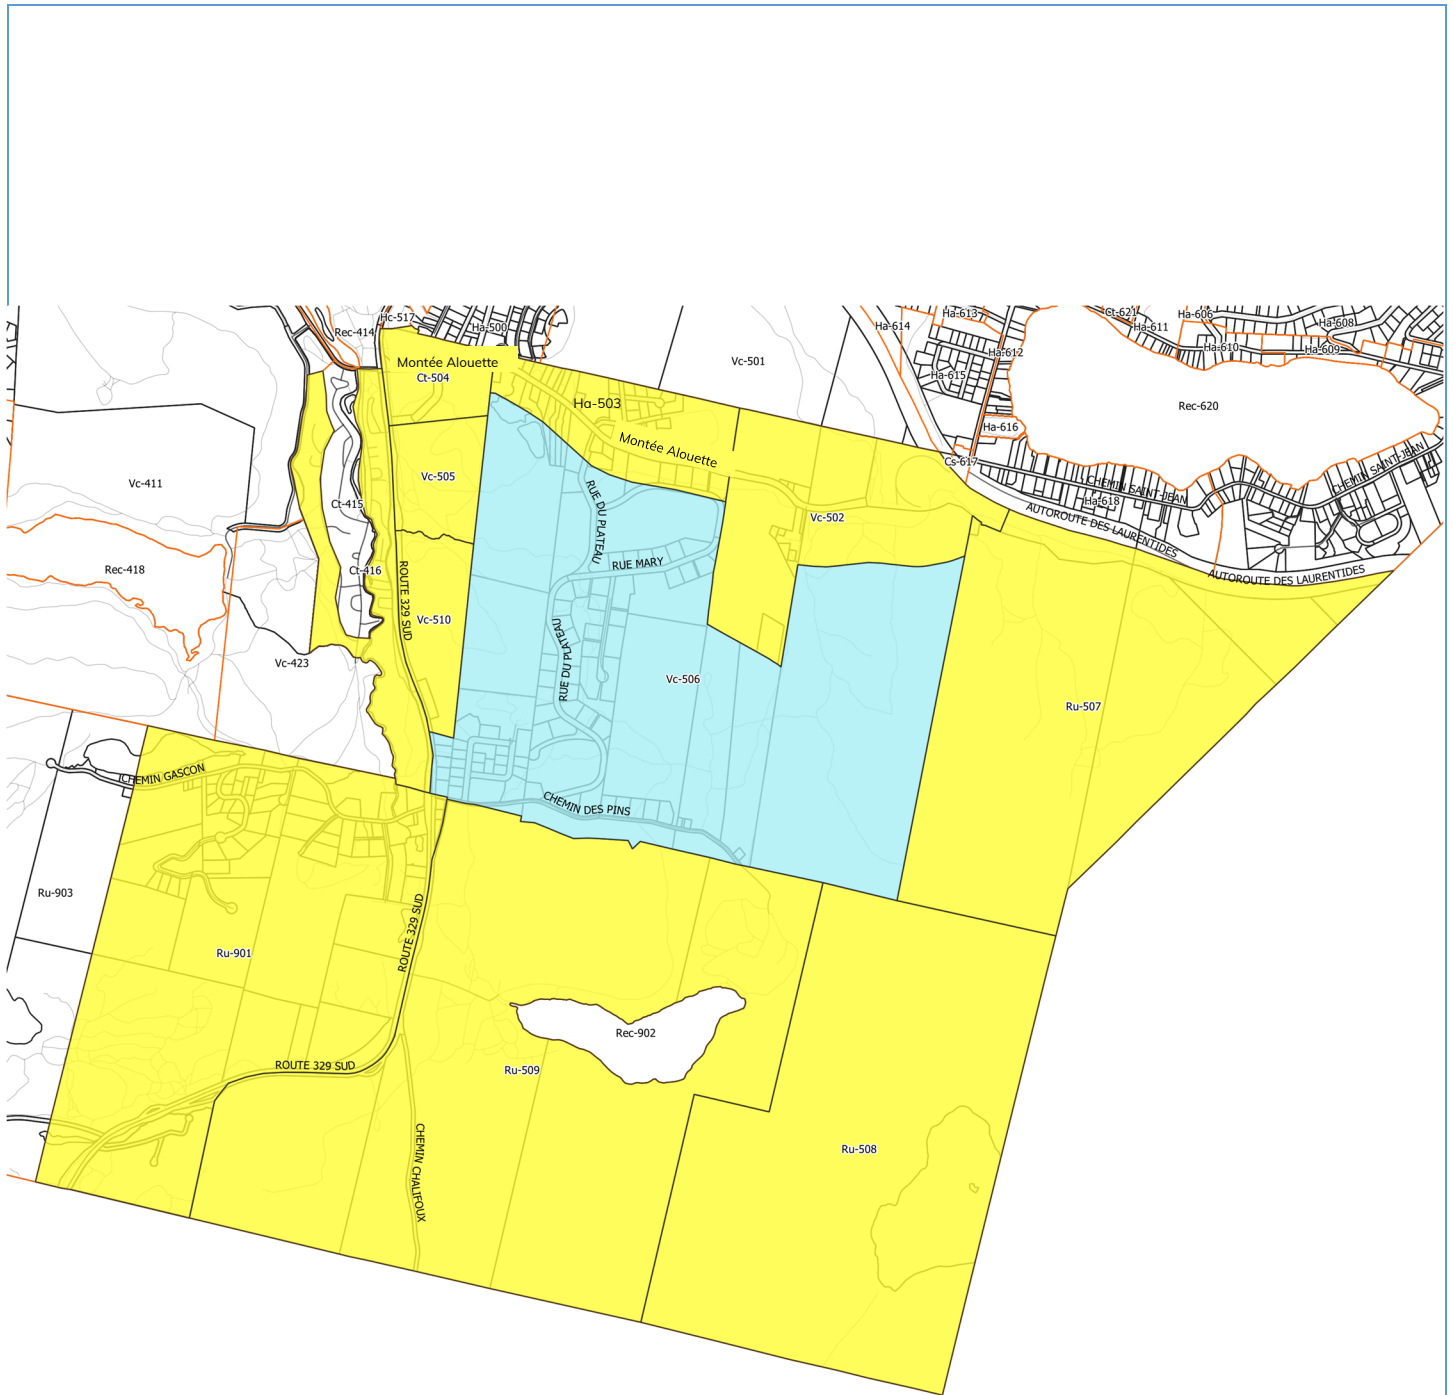 Hc-517
Ha-500
Rec-414
Ha-614
Ha-613
Ct-621
Ha-611
Ha-606
Ha-608
Ha-610
Ha-609
Ha-612
Ha-615
Vc-501
Montée Alouette
Ct-504
Ha-503
Rec-620
Ha-616
Montée Alouette
Cs-617
CHEMIN SAINT-JEAN
CHEMIN SAINT-JEAN
Ha-618
Vc-411
Vc-505
Ct-415
RUE DU PLATEAU
Vc-502
AUTOROUTE DES LAURENTIDES
AUTOROUTE DES LAURENTIDES
Rec-418
Ct-416
ROUTE 329 SUD
RUE MARY
Vc-510
RUE DU PLATEAU
Vc-423
Vc-506
Ru-507
CHEMIN GASCON
CHEMIN DES PINS
Ru-903
ROUTE 329 SUD
Ru-901
Rec-902
ROUTE 329 SUD
Ru-509
CHEMIN CHALIFOUX
Ru-508